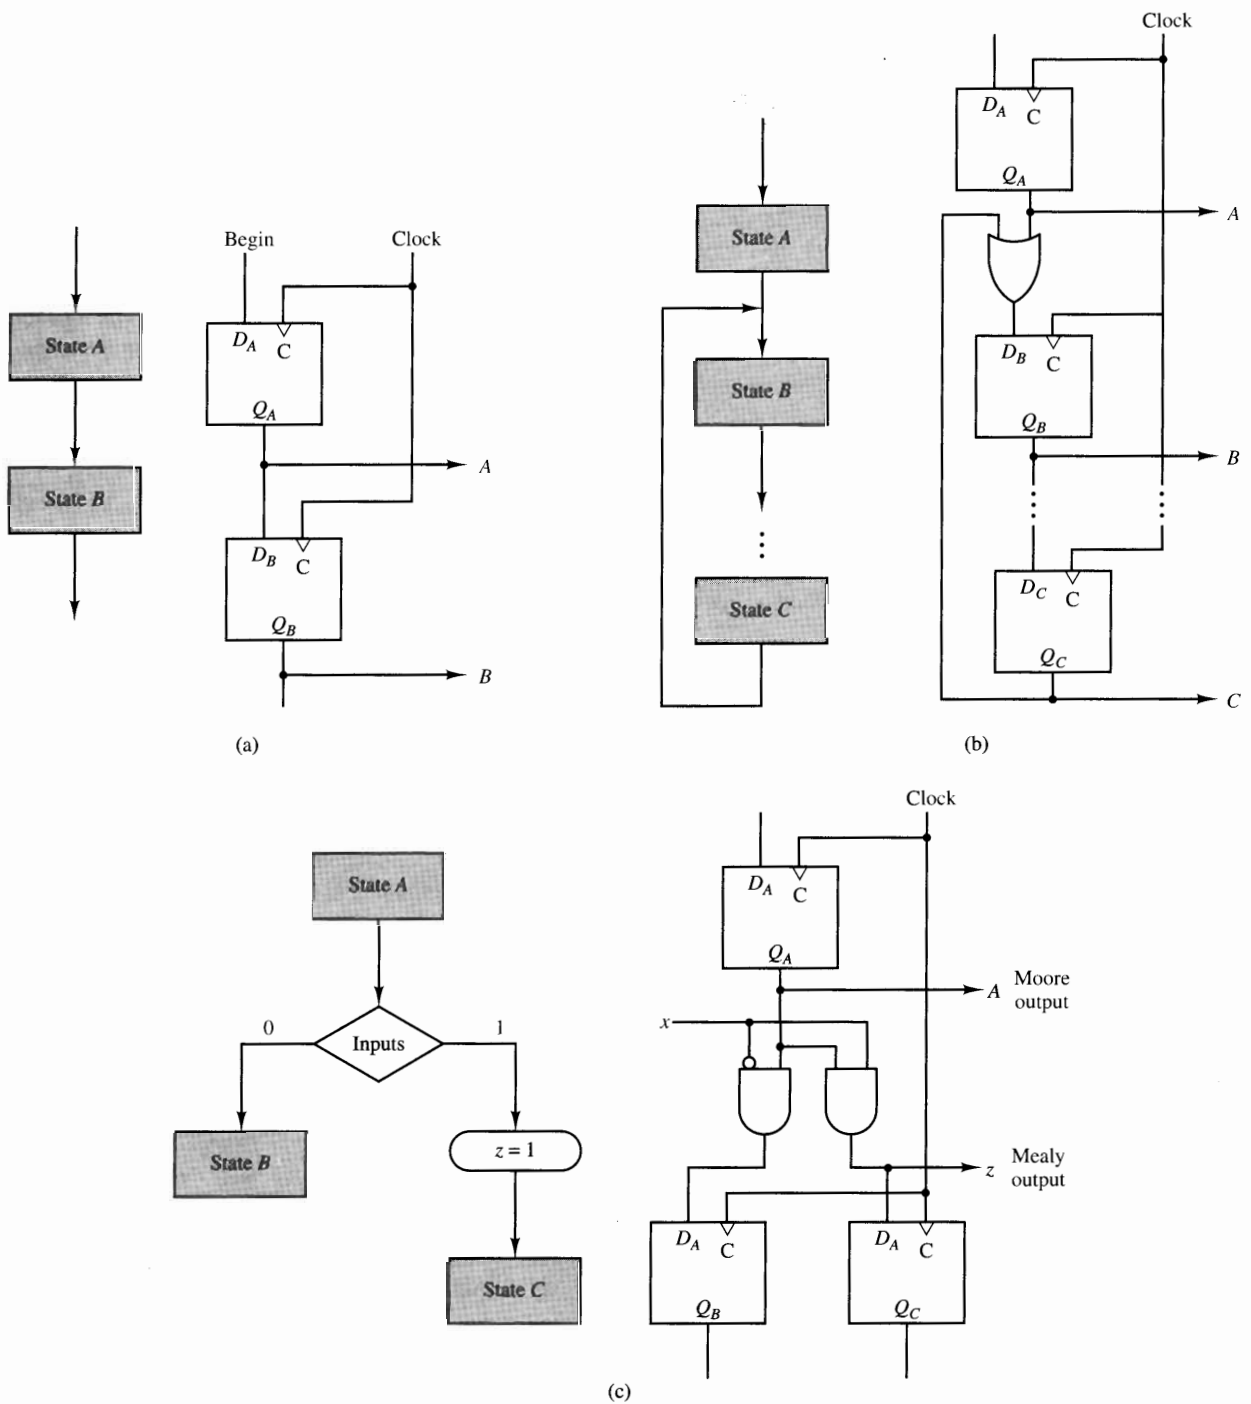 Begin
Clock
State A
D_A
C
Q_A
A
State B
D_B
C
Q_B
B
(a)
Clock
D_A
C
Q_A
A
State A
D_B
C
State B
Q_B
B
State C
D_C
C
Q_C
C
(b)
Clock
State A
D_A
C
Q_A
A Moore output
x
0
1
Inputs
State B
z = 1
z Mealy output
D_A
C
D_A
C
State C
Q_B
Q_C
(c)